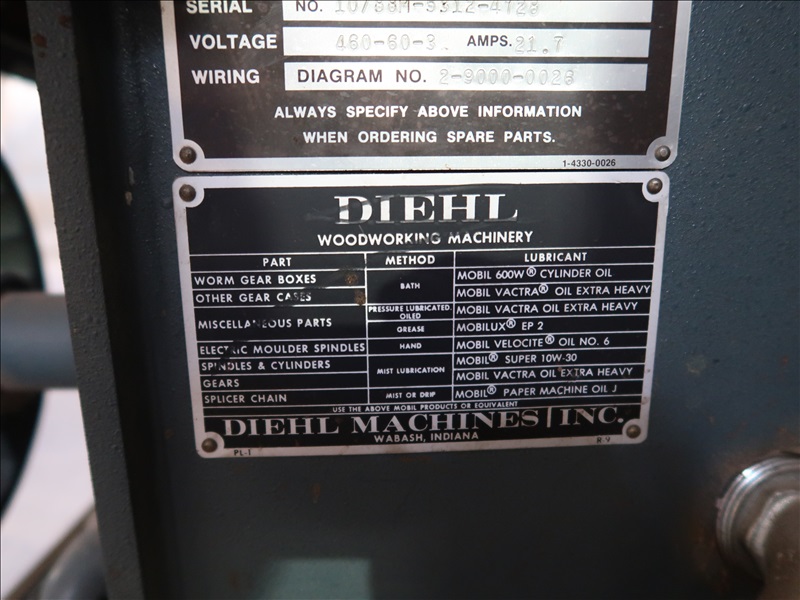 SERIAL NO.
VOLTAGE 460-60-3. AMPS. 21.7
WIRING DIAGRAM NO. 2-9000-0028
ALWAYS SPECIFY ABOVE INFORMATION
WHEN ORDERING SPARE PARTS.
1-4330-0026
DIEHL
WOODWORKING MACHINERY
PART METHOD LUBRICANT
WORM GEAR BOXES BATH MOBIL 600W® CYLINDER OIL
OTHER GEAR CASES MOBIL VACTRA® OIL EXTRA HEAVY
MISCELLANEOUS PARTS PRESSURE LUBRICATED. OILED MOBIL VACTRA OIL EXTRA HEAVY
GREASE MOBILUX® EP 2
ELECTRIC MOULDER SPINDLES HAND MOBIL VELOCITE® OIL NO. 6
SPINDLES & CYLINDERS MIST LUBRICATION MOBIL® SUPER 10W-30
GEARS MOBIL VACTRA OIL EXTRA HEAVY
SPLICER CHAIN MIST OR DRIP MOBIL® PAPER MACHINE OIL J
USE THE ABOVE MOBIL PRODUCTS OR EQUIVALENT
DIEHL MACHINES INC.
WABASH, INDIANA
PL-1 R-9